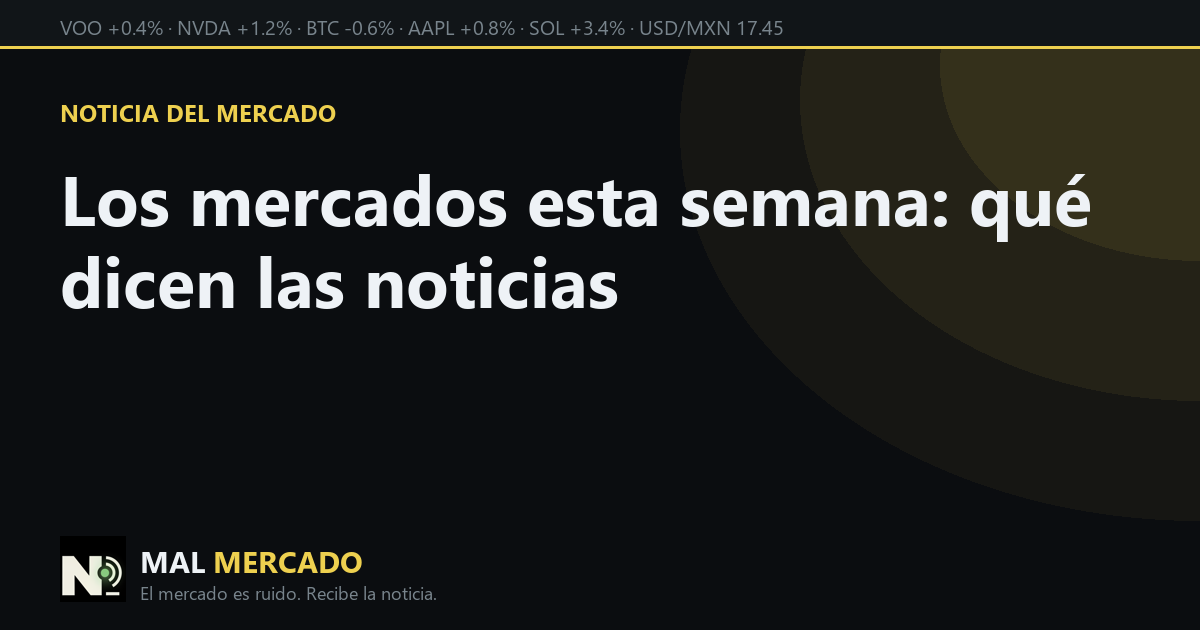 VOO +0.4% · NVDA +1.2% · BTC -0.6% · AAPL +0.8% · SOL +3.4% · USD/MXN 17.45
NOTICIA DEL MERCADO
Los mercados esta semana: qué
dicen las noticias
N
MAL MERCADO
El mercado es ruido. Recibe la noticia.